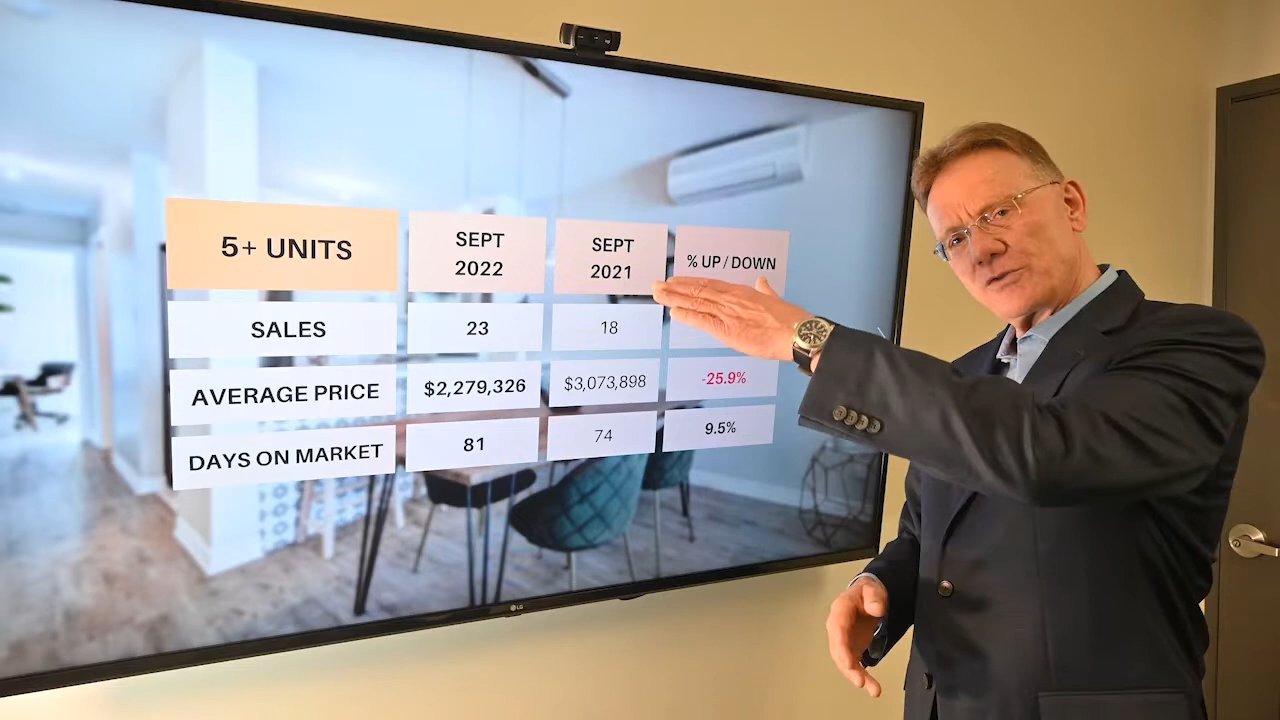 5+ UNITS
SEPT
2022
SEPT
2021
% UP / DOWN
SALES
23
18
AVERAGE PRICE
$2,279,326
$3,073,898
-25.9%
DAYS ON MARKET
81
74
9.5%
LG